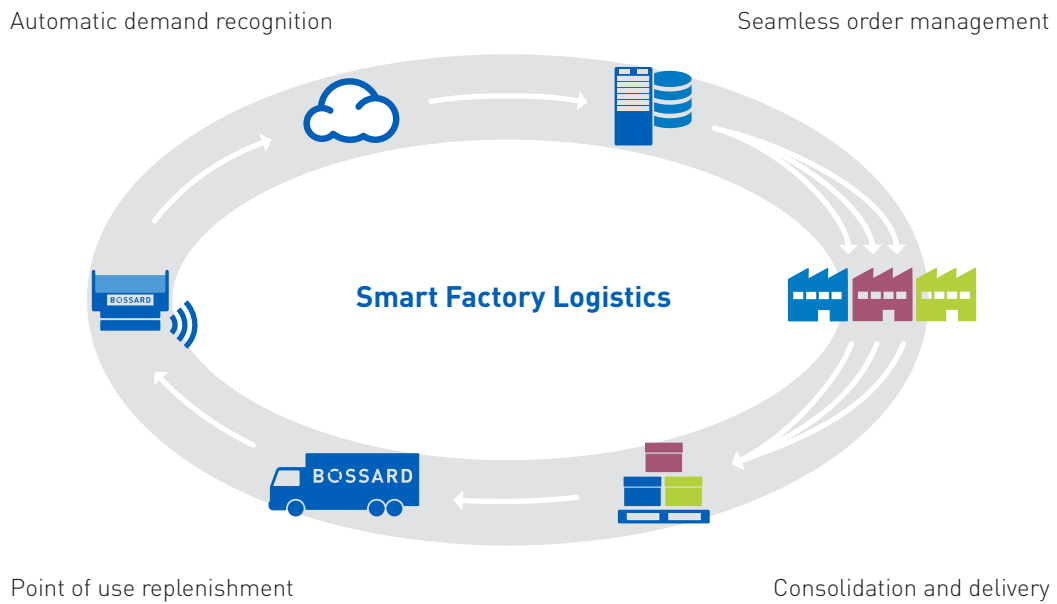 Automatic demand recognition
Seamless order management
BOSSARD
Smart Factory Logistics
BOSSARD
Point of use replenishment
Consolidation and delivery